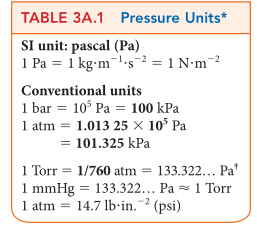 TABLE 3A.1 Pressure Units*
SI unit: pascal (Pa)
1 Pa = 1 kg·m⁻¹·s⁻² = 1 N·m⁻²
Conventional units
1 bar = 10⁵ Pa = 100 kPa
1 atm = 1.013 25 × 10⁵ Pa
= 101.325 kPa
1 Torr = 1/760 atm = 133.322... Pa†
1 mmHg = 133.322... Pa ≈ 1 Torr
1 atm = 14.7 lb·in.⁻² (psi)